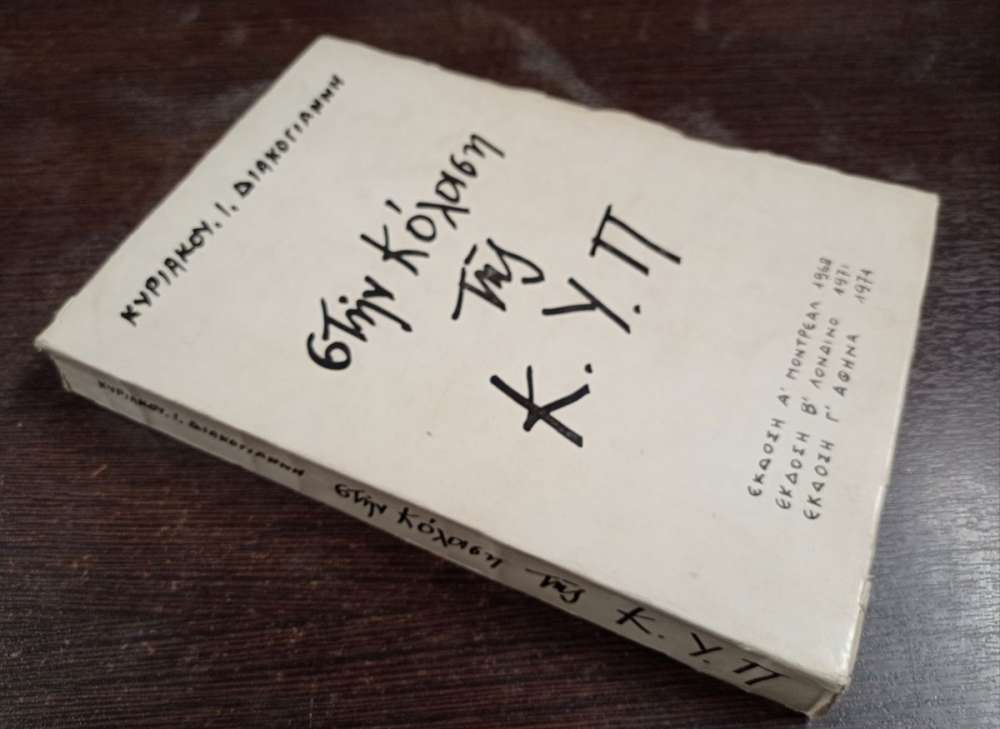 ΚΥΡΙΑΚΟΥ. Ι. ΔΙΑΚΟΓΙΑΝΝΗ
στὴν κόλαση
τῆς
Κ. Υ. Π
ΕΚΔΟΣΗ Α' ΜΟΝΤΡΕΑΛ 1968
ΕΚΔΟΣΗ Β' ΛΟΝΔΙΝΟ 1971
ΕΚΔΟΣΗ Γ' ΑΘΗΝΑ 1974
ΚΥΡΙΑΚΟΥ. Ι. ΔΙΑΚΟΓΙΑΝΝΗ στὴν κόλαση τῆς Κ. Υ. Π